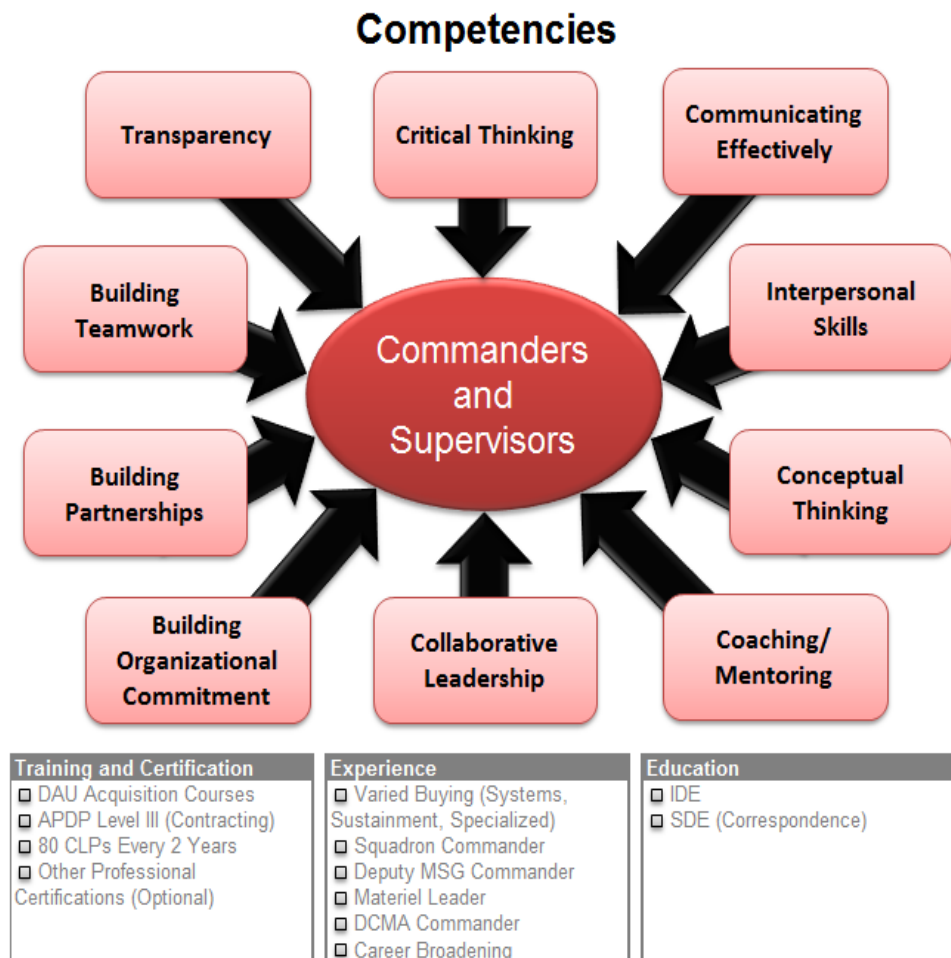 Competencies
Transparency
Critical Thinking
Communicating
Effectively
Building
Teamwork
Interpersonal
Skills
Commanders
and
Supervisors
Building
Partnerships
Conceptual
Thinking
Building
Organizational
Commitment
Collaborative
Leadership
Coaching/
Mentoring
Training and Certification
DAU Acquisition Courses
APDP Level III (Contracting)
80 CLPs Every 2 Years
Other Professional
Certifications (Optional)
Experience
Varied Buying (Systems,
Sustainment, Specialized)
Squadron Commander
Deputy MSG Commander
Materiel Leader
DCMA Commander
Career Broadening
Education
IDE
SDE (Correspondence)